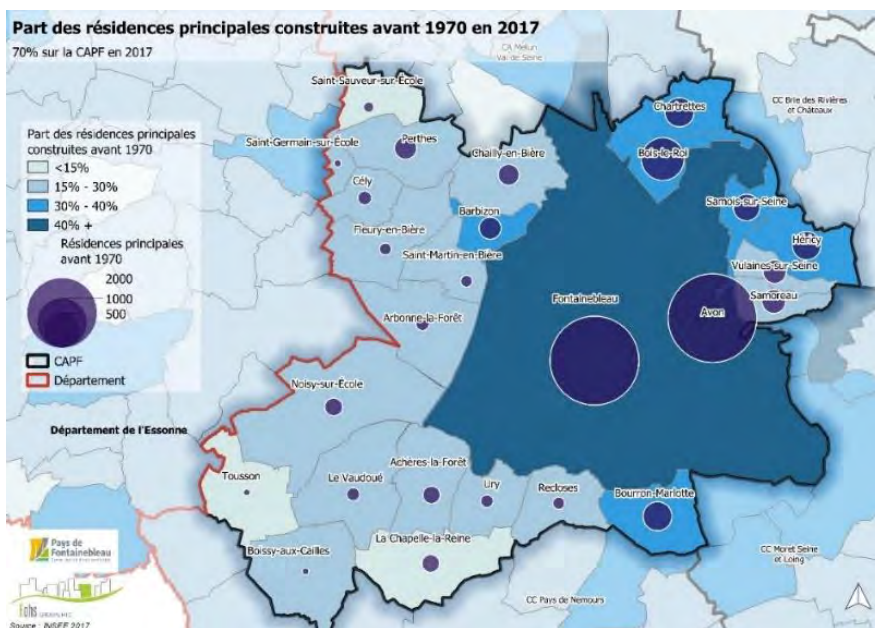 Part des résidences principales construites avant 1970 en 2017
70% sur la CAPF en 2017
CA Melun
Val de Seine
CC Brie des Rivières
et Châteaux
Saint-Sauveur-sur-École
Chartrettes
Part des résidences principales
construites avant 1970
<15%
15% - 30%
30% - 40%
40% +
Résidences principales
avant 1970
2000
1000
500
CAPF
Département
Saint-Germain-sur-École
Perthes
Bois-le-Roi
Chailly-en-Bière
Cély
Barbizon
Samois-sur-Seine
Fleury-en-Bière
Héricy
Saint-Martin-en-Bière
Vulaines-sur-Seine
Samoreau
Fontainebleau
Avon
Arbonne-la-Forêt
Noisy-sur-École
Département de l'Essonne
Achères-la-Forêt
Tousson
Le Vaudoué
Ury
Recloses
Bourron-Marlotte
La Chapelle-la-Reine
Boissy-aux-Cailles
Pays de
Fontainebleau
CC Moret Seine
et Loing
CC Pays de Nemours
Source : INSEE 2017